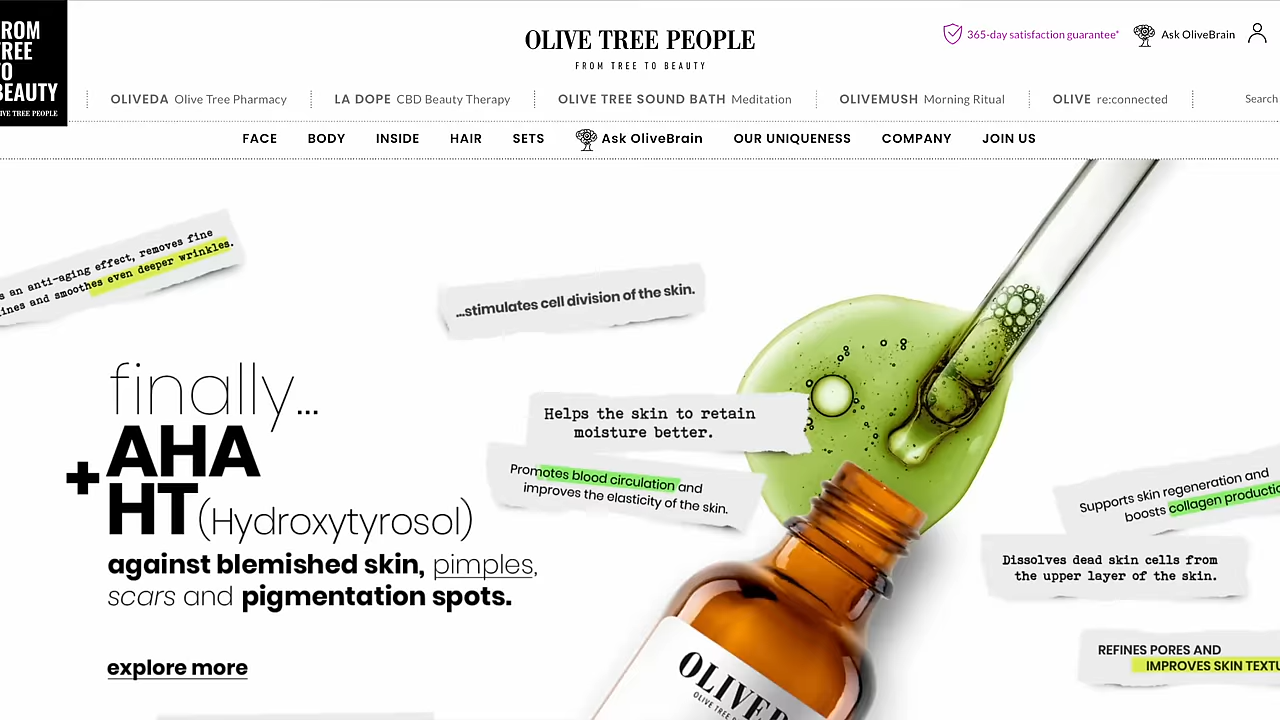 ROM
TREE
TO
BEAUTY
TREE PEOPLE
OLIVE TREE PEOPLE
FROM TREE TO BEAUTY
365-day satisfaction guarantee*
Ask OliveBrain
OLIVEDA Olive Tree Pharmacy
LA DOPE CBD Beauty Therapy
OLIVE TREE SOUND BATH Meditation
OLIVEMUSH Morning Ritual
OLIVE re:connected
Search
FACE
BODY
INSIDE
HAIR
SETS
Ask OliveBrain
OUR UNIQUENESS
COMPANY
JOIN US
s an anti-aging effect, removes fine
ines and smoothes even deeper wrinkles.
...stimulates cell division of the skin.
finally...
+AHA
HT(Hydroxytyrosol)
against blemished skin, pimples,
scars and pigmentation spots.
explore more
Helps the skin to retain
moisture better.
Promotes blood circulation and
improves the elasticity of the skin.
Supports skin regeneration and
boosts collagen productio
Dissolves dead skin cells from
the upper layer of the skin.
REFINES PORES AND
IMPROVES SKIN TEXTU
OLIVED
OLIVE TREE